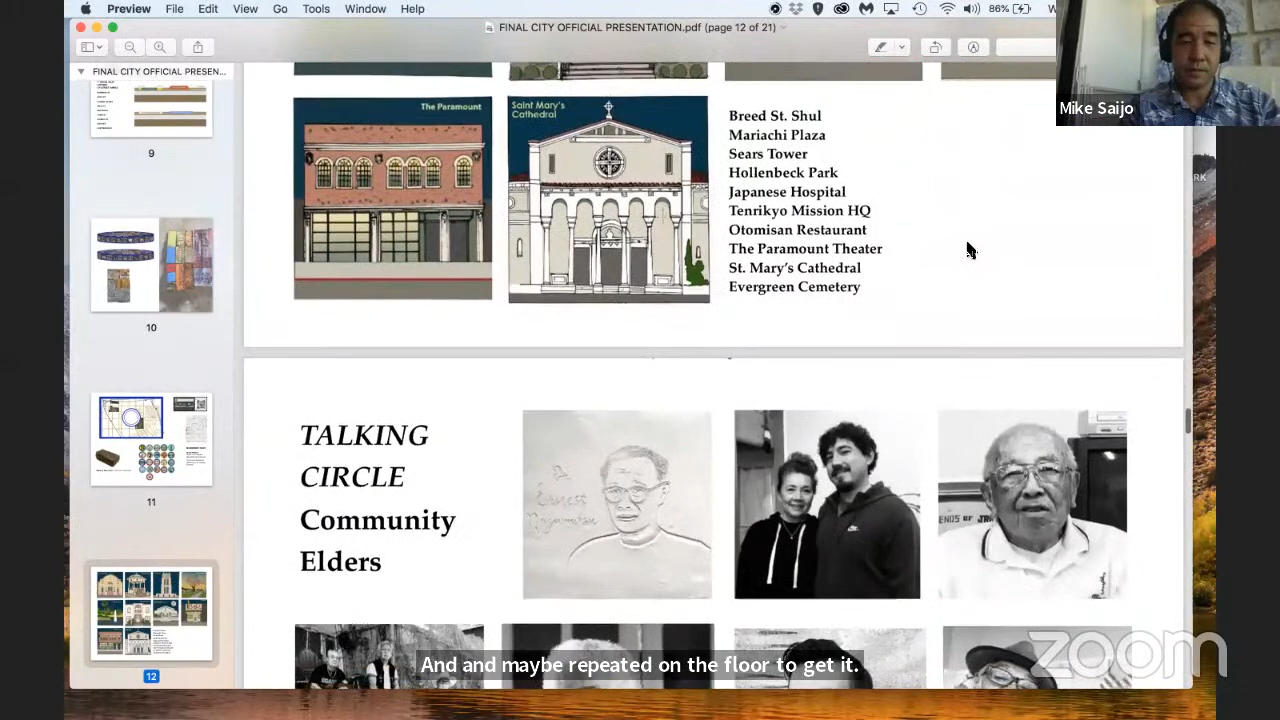 Preview File Edit View Go Tools Window Help
86%
FINAL CITY OFFICIAL PRESENTATION.pdf (page 12 of 21)
FINAL CITY OFFICIAL PRESEN...
Mike Saijo
9
10
11
12
The Paramount
Saint Mary's
Cathedral
Breed St. Shul
Mariachi Plaza
Sears Tower
Hollenbeck Park
Japanese Hospital
Tenrikyo Mission HQ
Otomisan Restaurant
The Paramount Theater
St. Mary's Cathedral
Evergreen Cemetery
TALKING
CIRCLE
Community
Elders
And and maybe repeated on the floor to get it.
zoom